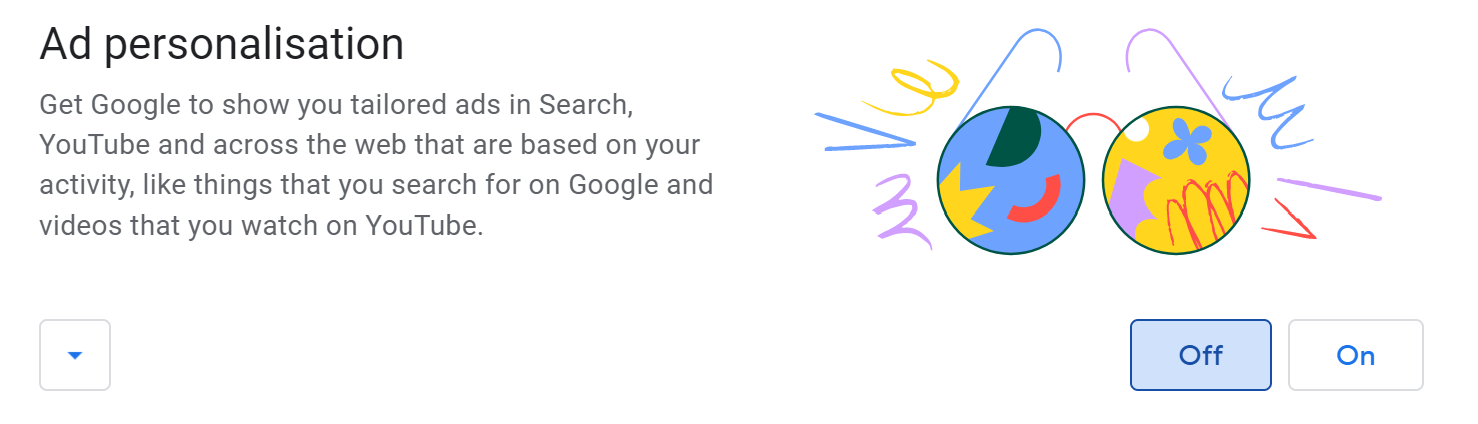 Ad personalisation
Get Google to show you tailored ads in Search,
YouTube and across the web that are based on your
activity, like things that you search for on Google and
videos that you watch on YouTube.
Off
On